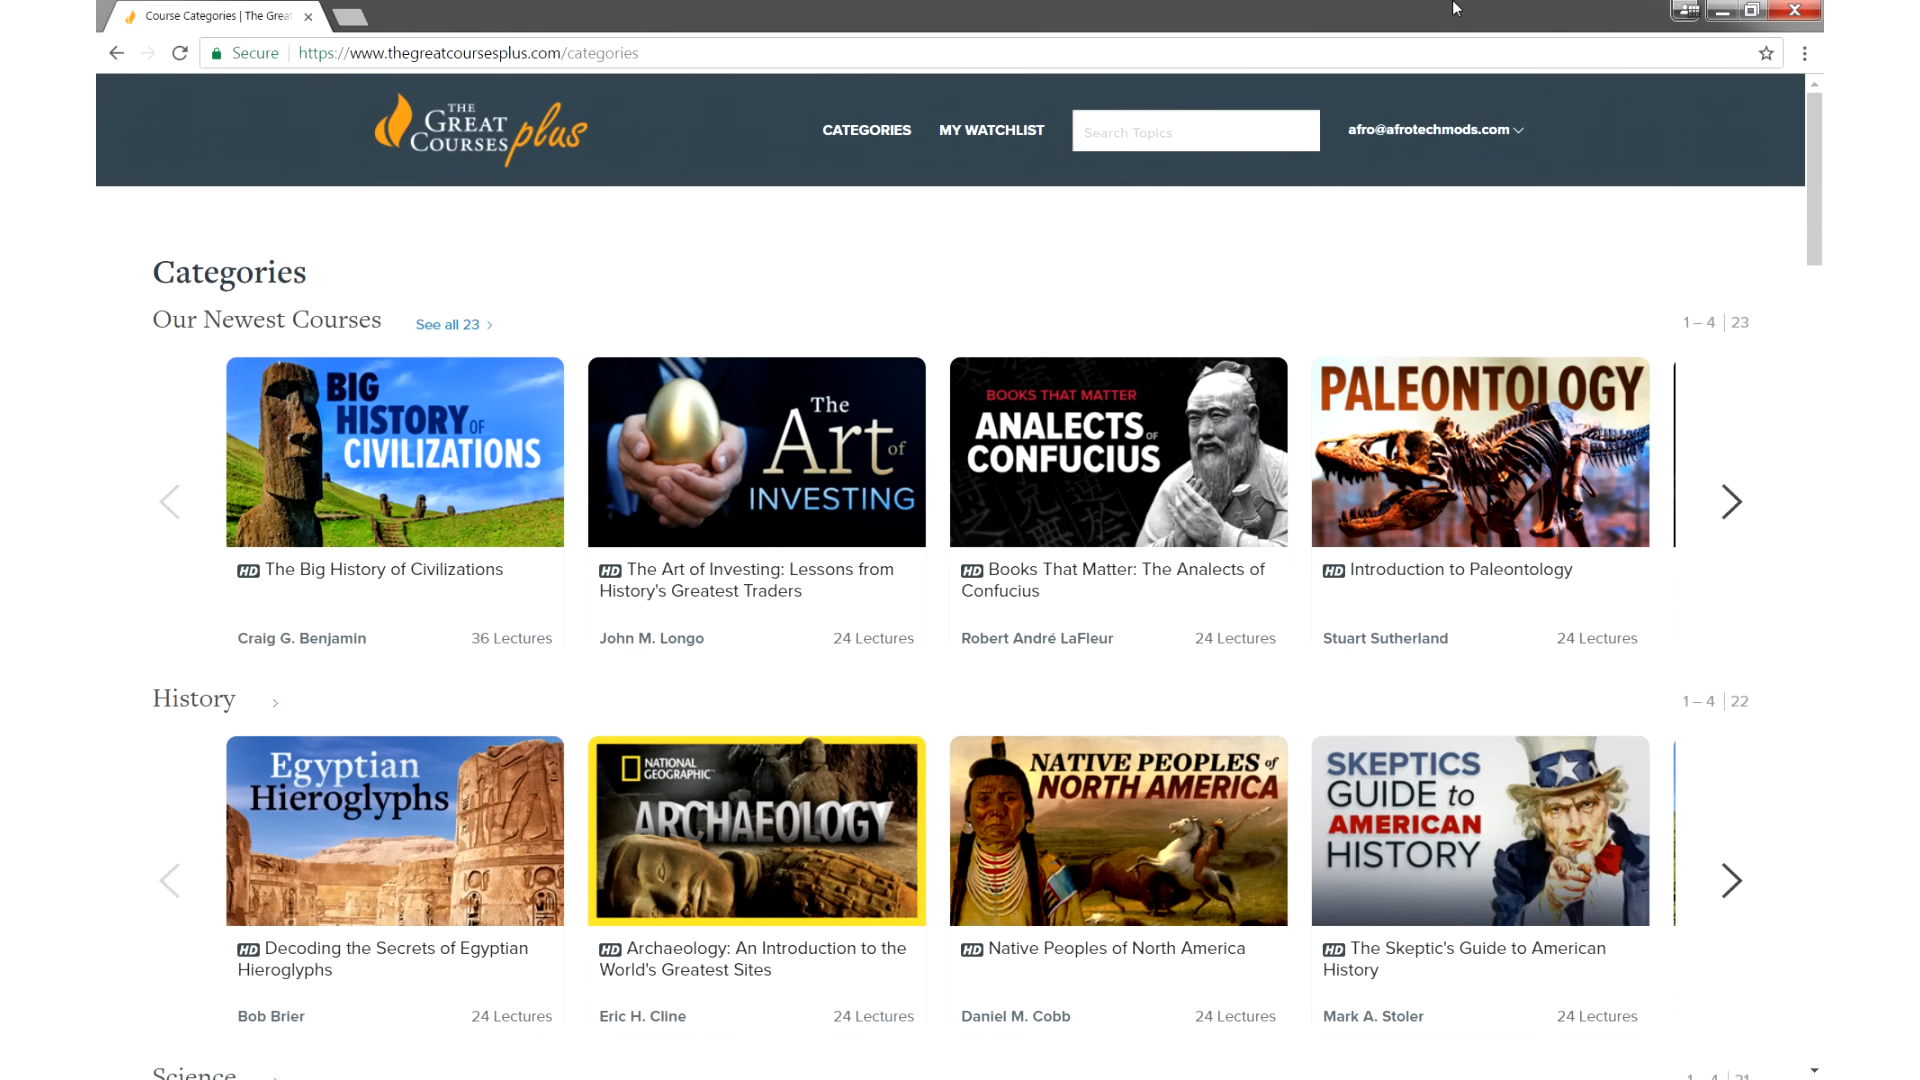 Course Categories | The Great
Secure
https://www.thegreatcoursesplus.com/categories
THE
GREAT
COURSES plus
CATEGORIES
MY WATCHLIST
Search Topics
afro@afrotechmods.com
Categories
Our Newest Courses
See all 23
1 – 4 | 23
BIG
HISTORY OF
CIVILIZATIONS
The
Art of
INVESTING
BOOKS THAT MATTER
ANALECTS OF
CONFUCIUS
PALEONTOLOGY
HD The Big History of Civilizations
HD The Art of Investing: Lessons from
History's Greatest Traders
HD Books That Matter: The Analects of
Confucius
HD Introduction to Paleontology
Craig G. Benjamin
36 Lectures
John M. Longo
24 Lectures
Robert André LaFleur
24 Lectures
Stuart Sutherland
24 Lectures
History
1 – 4 | 22
Egyptian
Hieroglyphs
NATIONAL
GEOGRAPHIC
ARCHAEOLOGY
NATIVE PEOPLES of
NORTH AMERICA
SKEPTICS
GUIDE to
AMERICAN
HISTORY
HD Decoding the Secrets of Egyptian
Hieroglyphs
HD Archaeology: An Introduction to the
World's Greatest Sites
HD Native Peoples of North America
HD The Skeptic's Guide to American
History
Bob Brier
24 Lectures
Eric H. Cline
24 Lectures
Daniel M. Cobb
24 Lectures
Mark A. Stoler
24 Lectures
Science
1 – 4 | 21